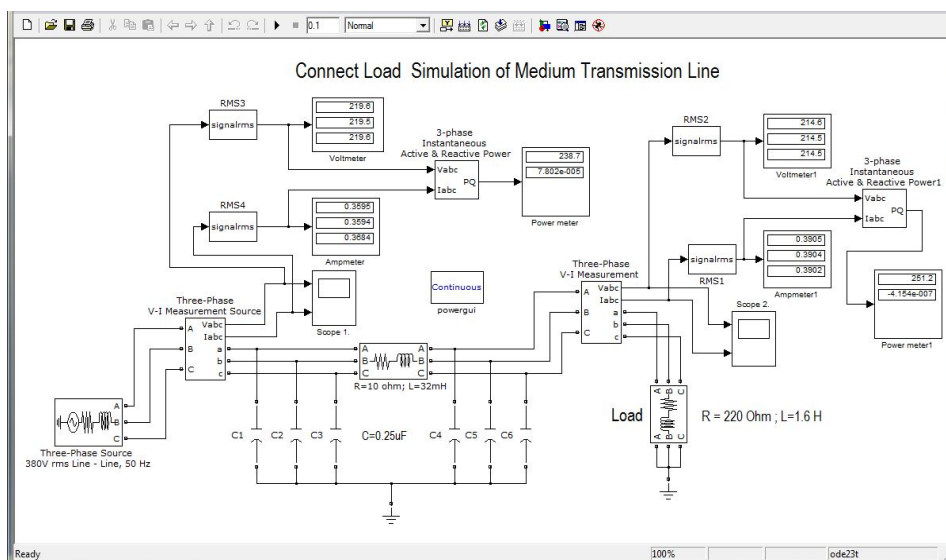 0.1 Normal
Connect Load Simulation of Medium Transmission Line
RMS3
signalrms
219.6
219.5
219.6
Voltmeter
3-phase
Instantaneous
Active & Reactive Power
Vabc
Iabc
PQ
238.7
7.802e-005
Power meter
RMS4
signalrms
0.3595
0.3594
0.3684
Ampmeter
RMS2
signalrms
214.6
214.5
214.5
Voltmeter1
3-phase
Instantaneous
Active & Reactive Power1
Vabc
Iabc
PQ
signalrms
RMS1
0.3905
0.3904
0.3902
Ampmeter1
251.2
-4.154e-007
Power meter1
Three-Phase
V-I Measurement Source
A
B
C
Vabc
Iabc
a
b
c
Scope 1.
Continuous
powergui
Three-Phase
V-I Measurement
A
B
C
Vabc
Iabc
a
b
c
Scope 2.
A A
B B
C C
R=10 ohm; L=32mH
A
B
C
Three-Phase Source
380V rms Line - Line, 50 Hz
C1 C2 C3 C=0.25uF C4 C5 C6
Load
A B C
A B C
R = 220 Ohm ; L=1.6 H
Ready 100% ode23t